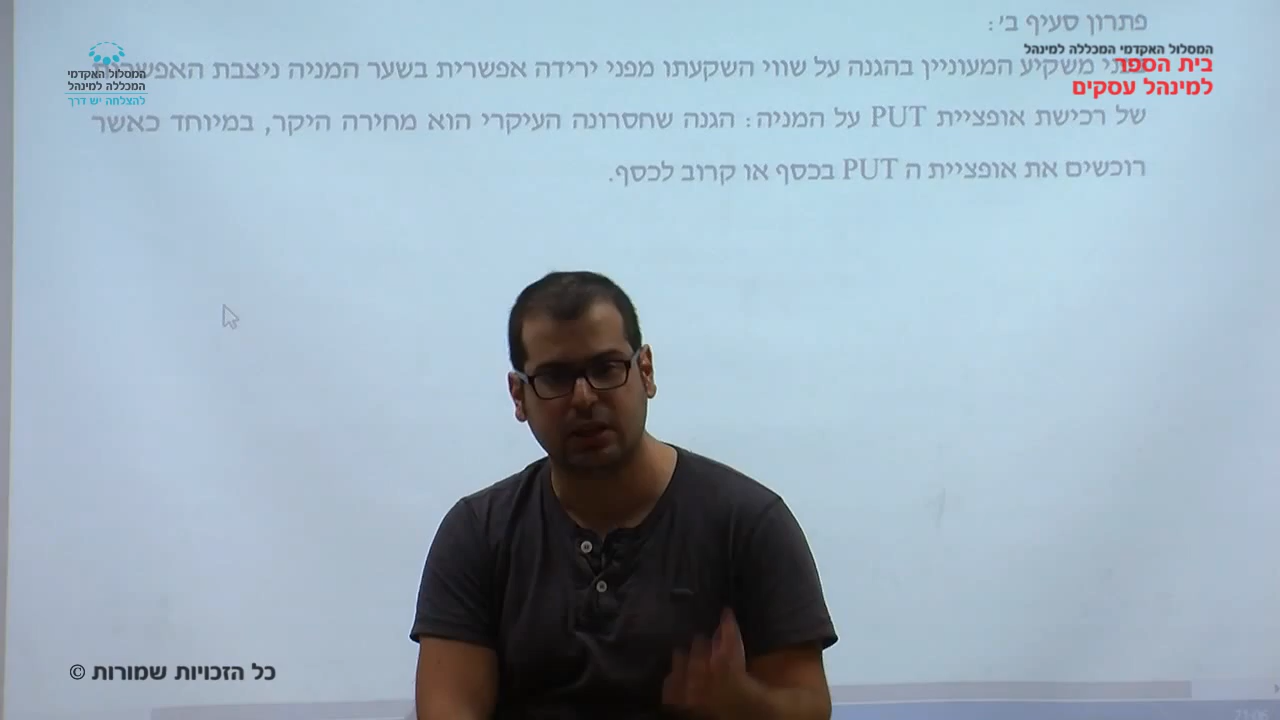 פתרון סעיף ב':
משקיע המעוניין בהגנה על שווי השקעתו מפני ירידה אפשרית בשער המניה ניצבת
של רכישת אופציית PUT על המניה: הגנה שחסרונה העיקרי הוא מחירה היקר, במיוחד כאשר
רוכשים את אופציית ה PUT בכסף או קרוב לכסף.
המסלול האקדמי המכללה למינהל
בית הספר
למינהל עסקים
המסלול האקדמי
המכללה למינהל
להצלחה יש דרך
כל הזכויות שמורות ©